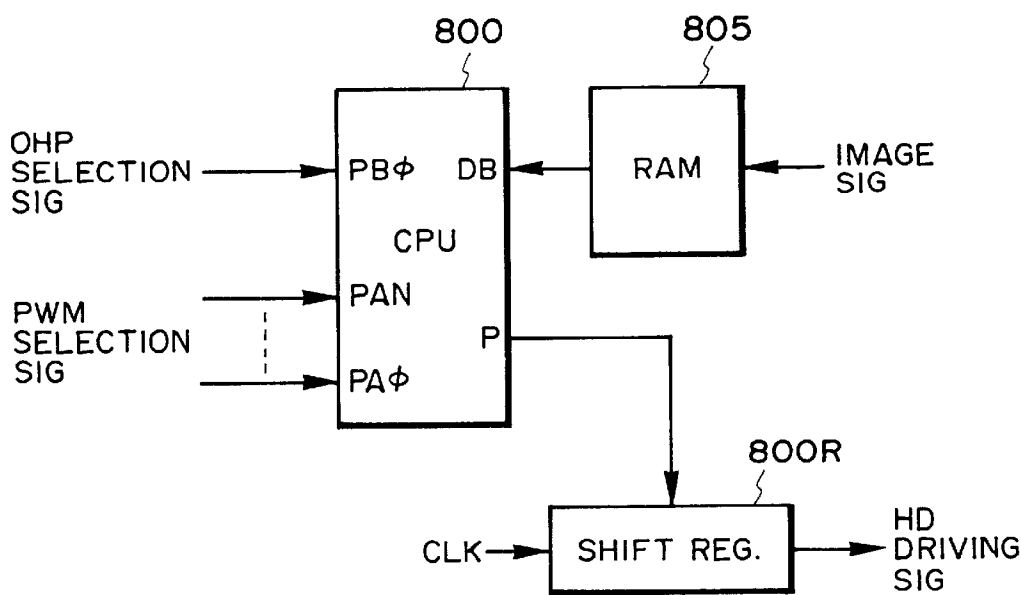 800
805
OHP
SELECTION
SIG
PBϕ
DB
RAM
IMAGE
SIG
CPU
PWM
SELECTION
SIG
PAN
P
PAϕ
800R
CLK
SHIFT REG.
HD
DRIVING
SIG